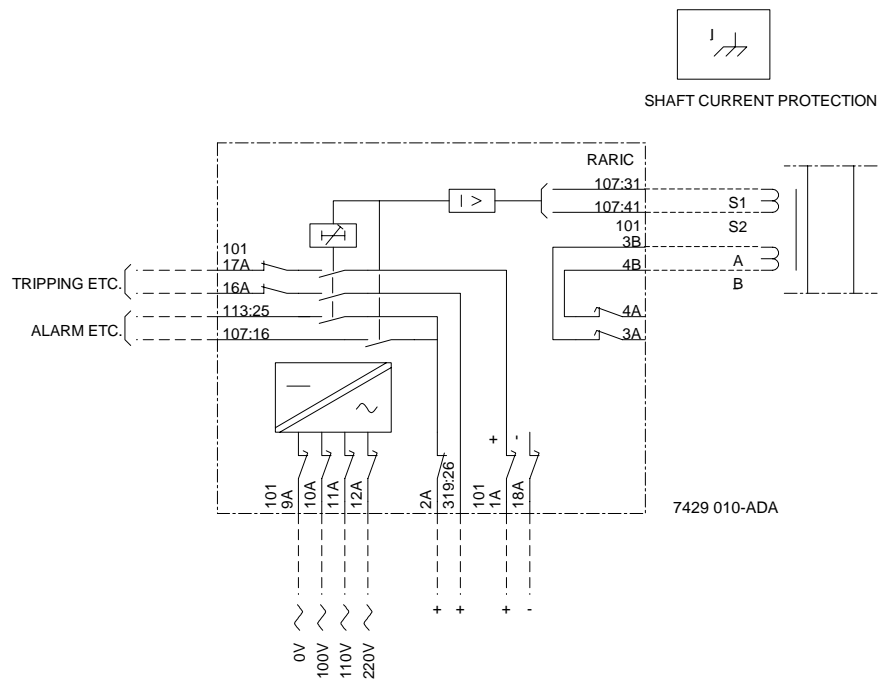 J
SHAFT CURRENT PROTECTION
RARIC
107:31
I >
107:41
S1
101
S2
101
3B
17A
4B
A
TRIPPING ETC.
16A
B
113:25
4A
ALARM ETC.
107:16
3A
+ -
101
9A
10A
11A
12A
2A
319:26
101
1A
18A
7429 010-ADA
+ + + -
0V
100V
110V
220V